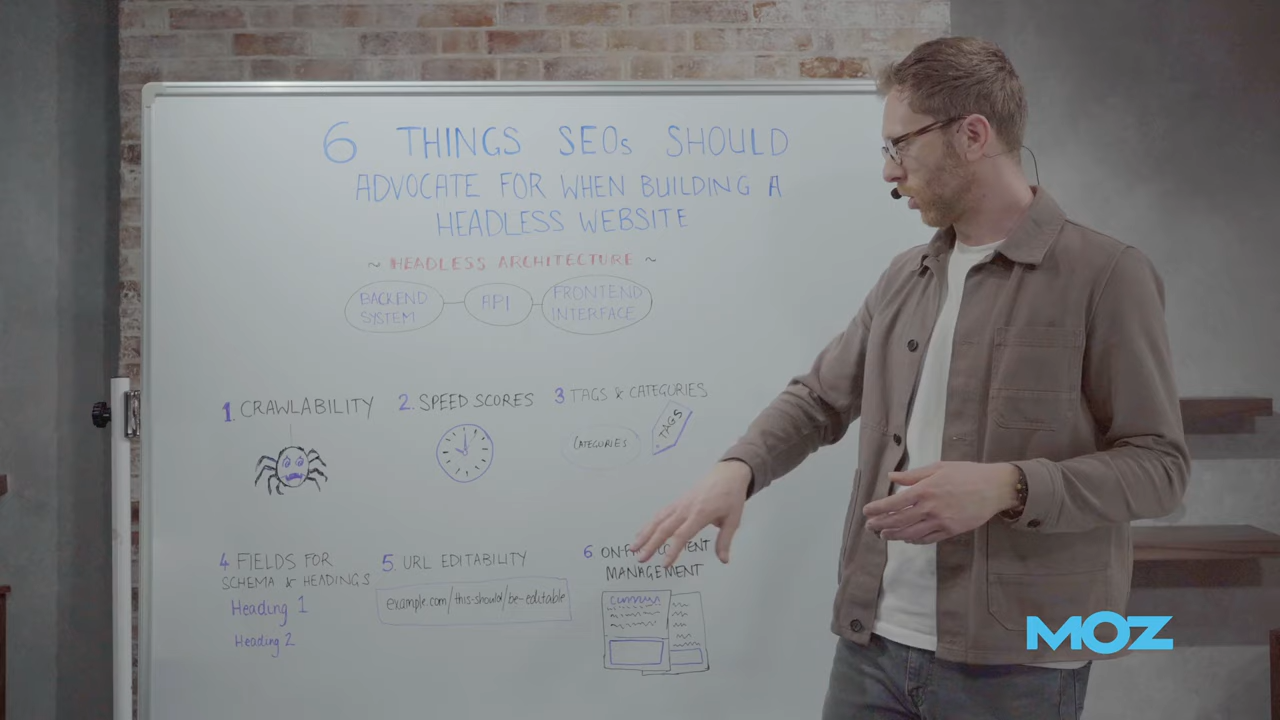 6 THINGS SEOs SHOULD
ADVOCATE FOR WHEN BUILDING A
HEADLESS WEBSITE
~ HEADLESS ARCHITECTURE ~
BACKEND
SYSTEM
API
FRONTEND
INTERFACE
1. CRAWLABILITY
2. SPEED SCORES
3 TAGS & CATEGORIES
CATEGORIES
TAGS
4 FIELDS FOR
SCHEMA & HEADINGS
Heading 1
Heading 2
5. URL EDITABILITY
example.com/this-should/be-editable
6
MANAGEMENT
MOZ